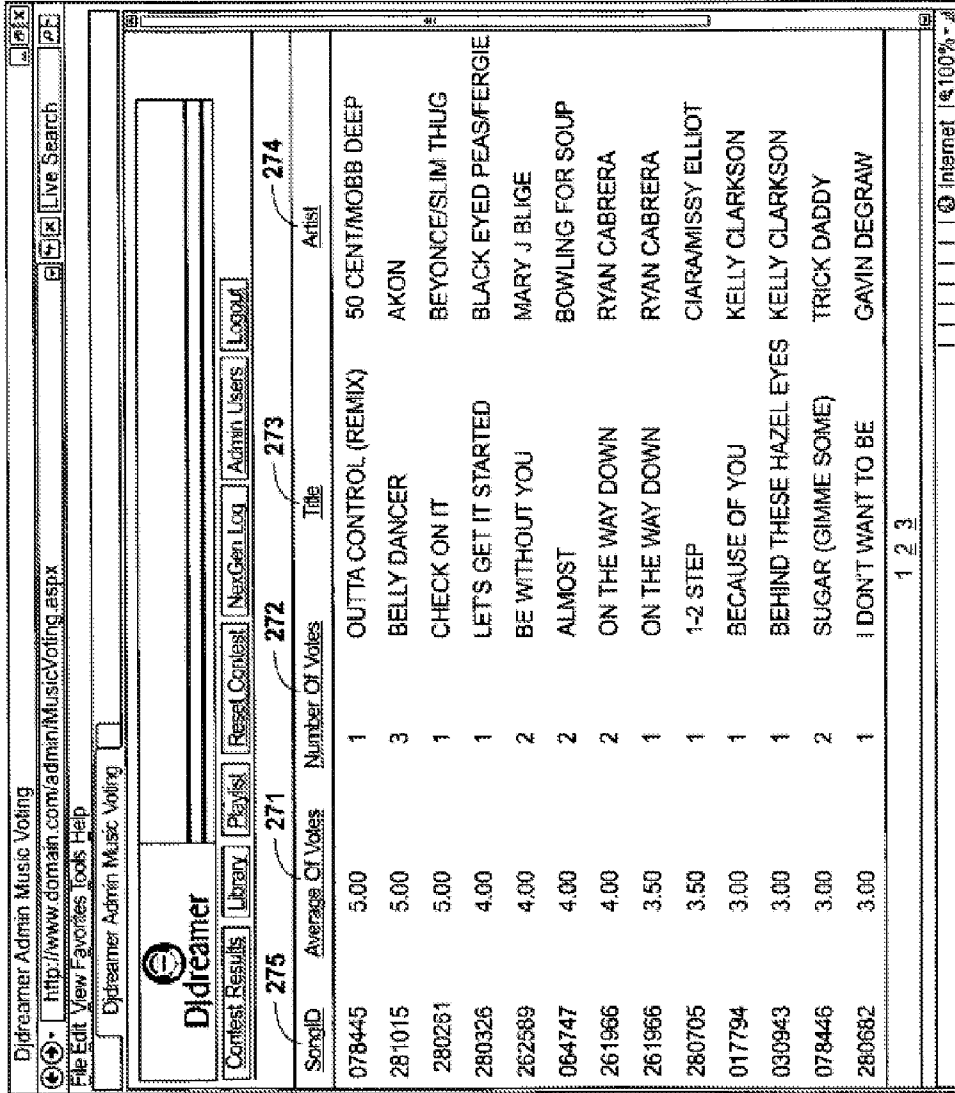 Djdreamer Admin Music Voting
http://www.domain.com/admin/MusicVoting.aspx Live Search
File Edit View Favorites Tools Help
Djdreamer Admin Music Voting
Djdreamer
Contest Results Library Playlist Reset Contest NexGen Log Admin Users Logout
275 271 272 273 274
SongID Average Of Votes Number Of Votes Title Artist
078445 5.00 1 OUTTA CONTROL (REMIX) 50 CENT/MOBB DEEP
281015 5.00 3 BELLY DANCER AKON
280261 5.00 1 CHECK ON IT BEYONCE/SLIM THUG
280326 4.00 1 LET'S GET IT STARTED BLACK EYED PEAS/FERGIE
262589 4.00 2 BE WITHOUT YOU MARY J BLIGE
064747 4.00 2 ALMOST BOWLING FOR SOUP
261966 4.00 2 ON THE WAY DOWN RYAN CABRERA
261966 3.50 1 ON THE WAY DOWN RYAN CABRERA
280705 3.50 1 1-2 STEP CIARA/MISSY ELLIOT
017794 3.00 1 BECAUSE OF YOU KELLY CLARKSON
039943 3.00 1 BEHIND THESE HAZEL EYES KELLY CLARKSON
078446 3.00 2 SUGAR (GIMME SOME) TRICK DADDY
280682 3.00 1 I DON'T WANT TO BE GAVIN DEGRAW
1 2 3
Internet 100%